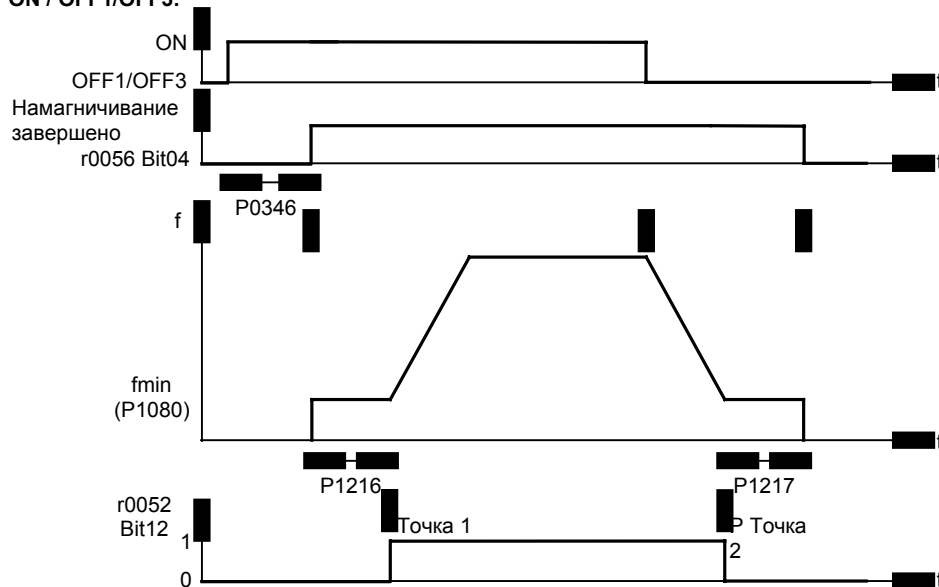 ON / OFF1/OFF3:
ON
OFF1/OFF3
t
Намагничивание
завершено
r0056 Bit04
t
P0346
f
fmin
(P1080)
t
P1216
P1217
r0052
Bit12
Точка 1
P Точка
2
1
0
t